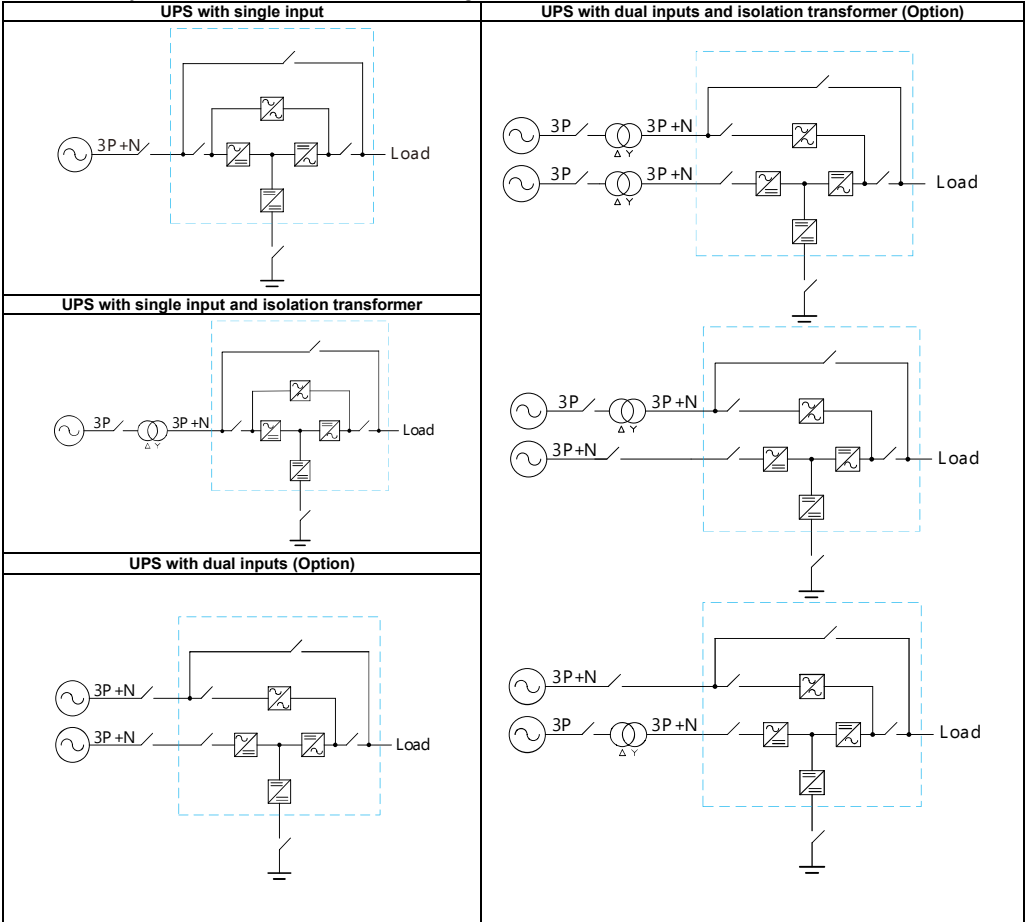 UPS with single input
3P+N
Load
UPS with single input and isolation transformer
3P
3P+N
Δ Y
Load
UPS with dual inputs (Option)
3P+N
3P+N
Load
UPS with dual inputs and isolation transformer (Option)
3P
3P+N
Δ Y
3P
3P+N
Δ Y
Load
3P
3P+N
Δ Y
3P+N
Load
3P+N
3P
3P+N
Δ Y
Load